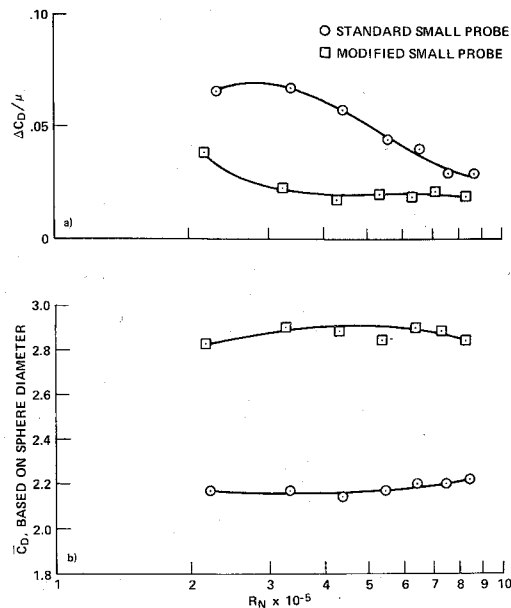 .10
STANDARD SMALL PROBE
MODIFIED SMALL PROBE
ΔC_D/μ
.05
a)
0
3.0
2.8
2.6
2.4
2.2
2.0
1.8
C̄_D, BASED ON SPHERE DIAMETER
b)
1 2 3 4 5 6 7 8 9 10
R_N x 10⁻⁵